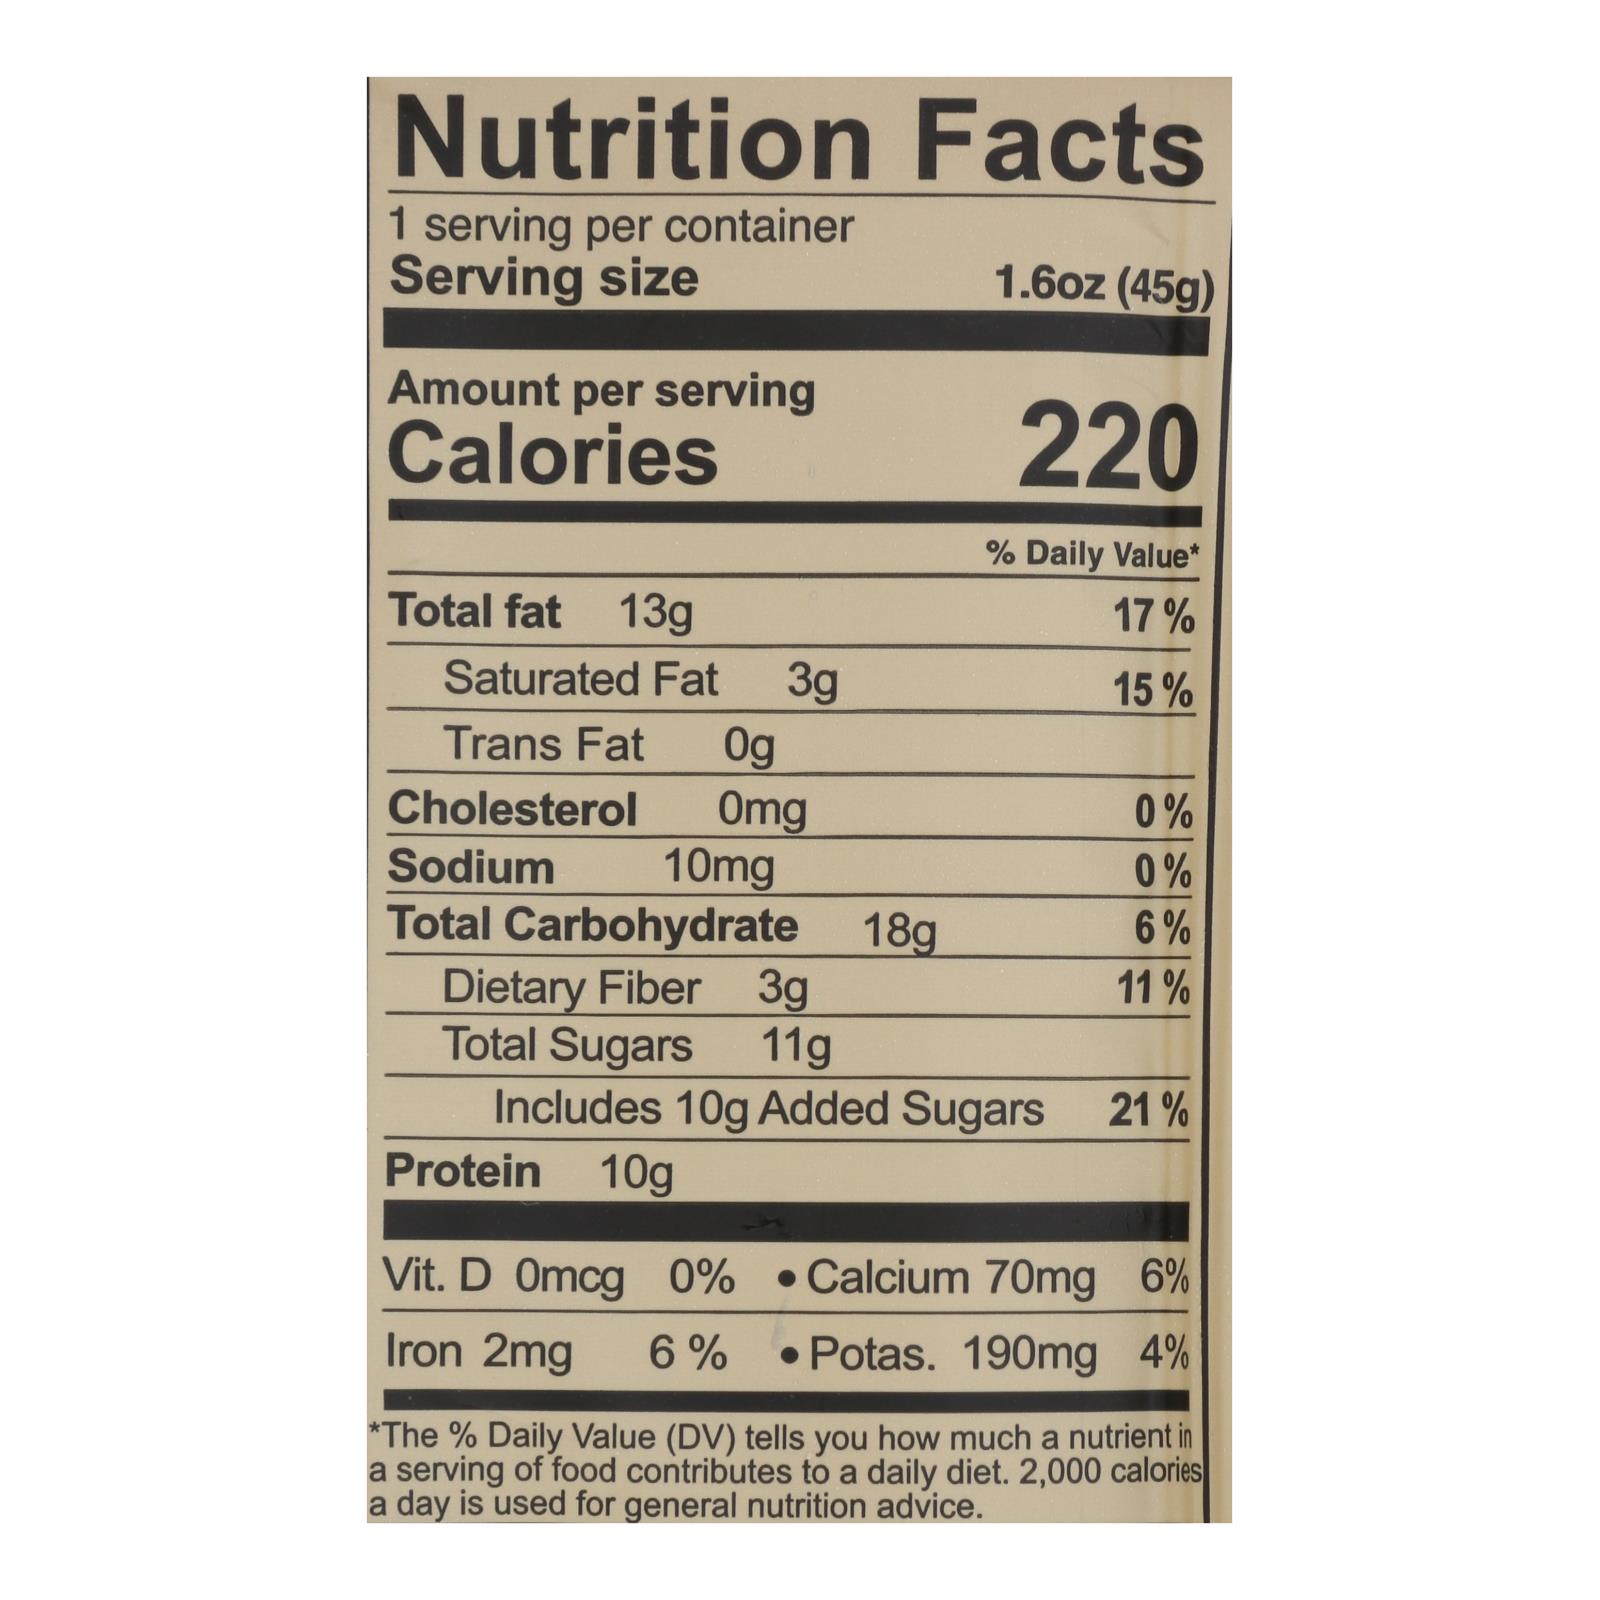 Nutrition Facts
1 serving per container
Serving size 1.6oz (45g)
Amount per serving
Calories 220
% Daily Value*
Total fat 13g 17 %
Saturated Fat 3g 15 %
Trans Fat 0g
Cholesterol 0mg 0 %
Sodium 10mg 0 %
Total Carbohydrate 18g 6 %
Dietary Fiber 3g 11 %
Total Sugars 11g
Includes 10g Added Sugars 21 %
Protein 10g
Vit. D 0mcg 0% • Calcium 70mg 6%
Iron 2mg 6 % • Potas. 190mg 4%
*The % Daily Value (DV) tells you how much a nutrient in
a serving of food contributes to a daily diet. 2,000 calories
a day is used for general nutrition advice.